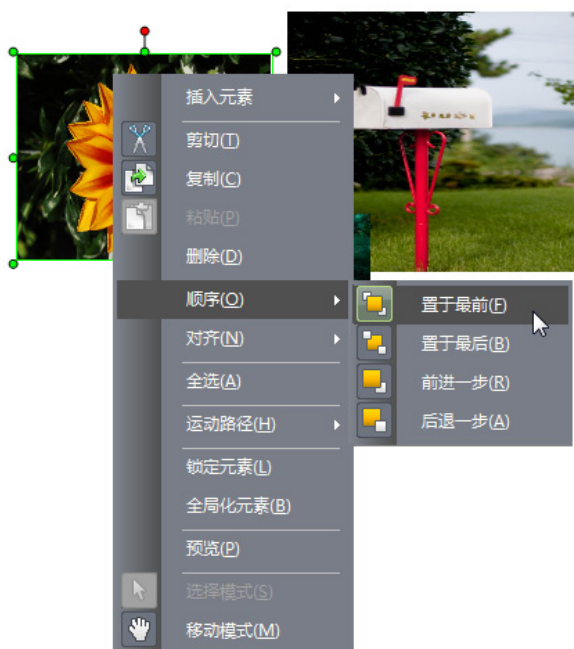 插入元素
剪切(T)
复制(C)
粘贴(P)
删除(D)
顺序(O)
置于最前(F)
对齐(N)
置于最后(B)
全选(A)
前进一步(R)
运动路径(H)
后退一步(A)
锁定元素(L)
全局化元素(B)
预览(P)
选择模式(S)
移动模式(M)